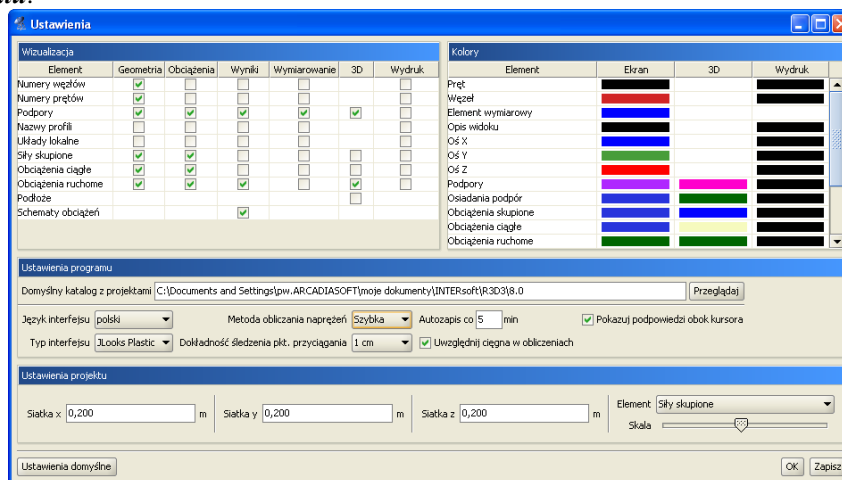 Ustawienia
Wizualizacja
Element Geometria Obciążenia Wyniki Wymiarowanie 3D Wydruk
Numery węzłów
Numery prętów
Podpory
Nazwy profili
Układy lokalne
Siły skupione
Obciążenia ciągłe
Obciążenia ruchome
Podłoże
Schematy obciążeń
Kolory
Element Ekran 3D Wydruk
Pręt
Węzeł
Element wymiarowy
Opis widoku
Oś X
Oś Y
Oś Z
Podpory
Osiadania podpór
Obciążenia skupione
Obciążenia ciągłe
Obciążenia ruchome
Ustawienia programu
Domyślny katalog z projektami C:\Documents and Settings\pw.ARCADIASOFT\moje dokumenty\INTERsoft\R3D3\8.0 Przeglądaj
Język interfejsu polski Metoda obliczania naprężeń Szybka Autozapis co 5 min Pokazuj podpowiedzi obok kursora
Typ interfejsu JLooks Plastic Dokładność śledzenia pkt. przyciągania 1 cm Uwzględnij cięgna w obliczeniach
Ustawienia projektu
Siatka x 0,200 m Siatka y 0,200 m Siatka z 0,200 m Element Siły skupione
Skala
Ustawienia domyślne OK Zapisz